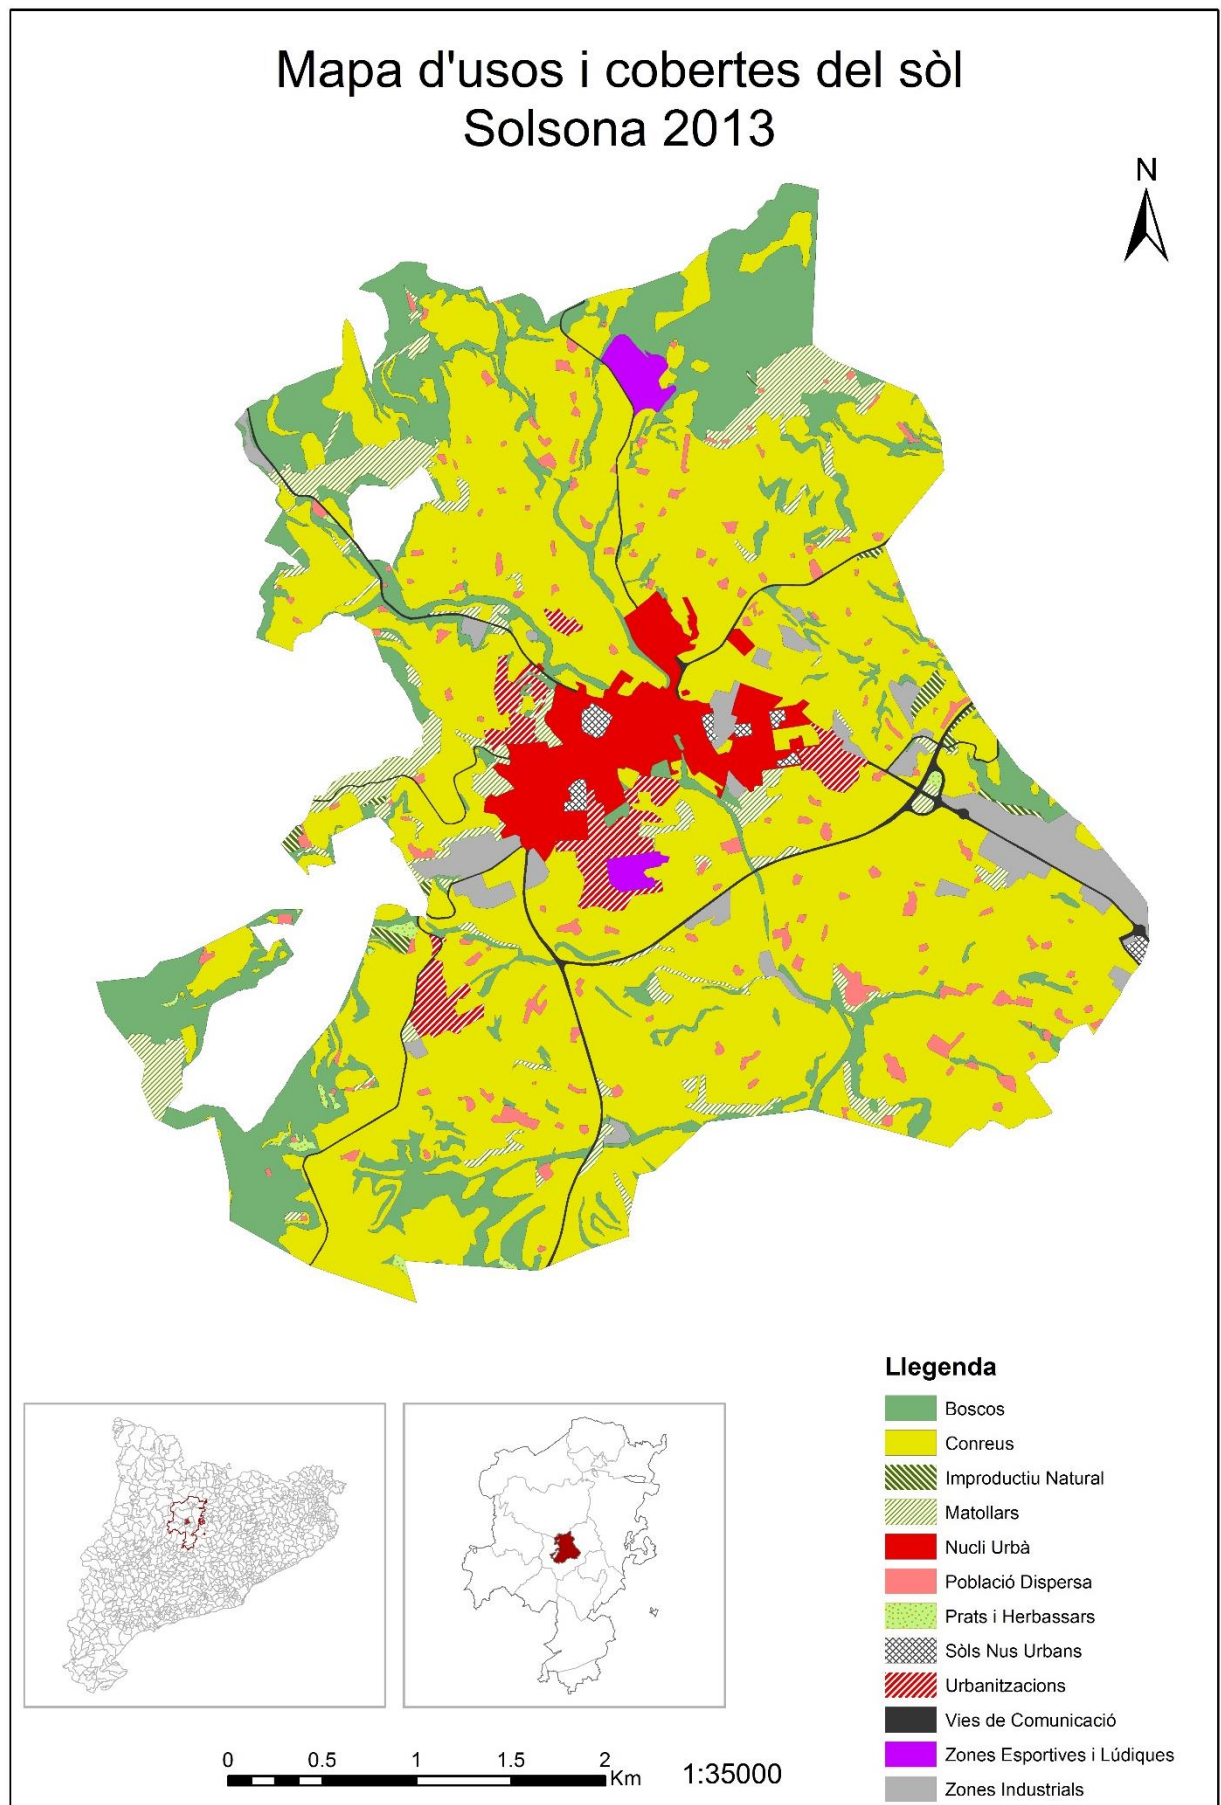 Mapa d'usos i cobertes del sòl
Solsona 2013
N
Llegenda
Boscos
Conreus
Improductiu Natural
Matollars
Nucli Urbà
Població Dispersa
Prats i Herbassars
Sòls Nus Urbans
Urbanitzacions
Vies de Comunicació
Zones Esportives i Lúdiques
Zones Industrials
0 0.5 1 1.5 2
Km
1:35000